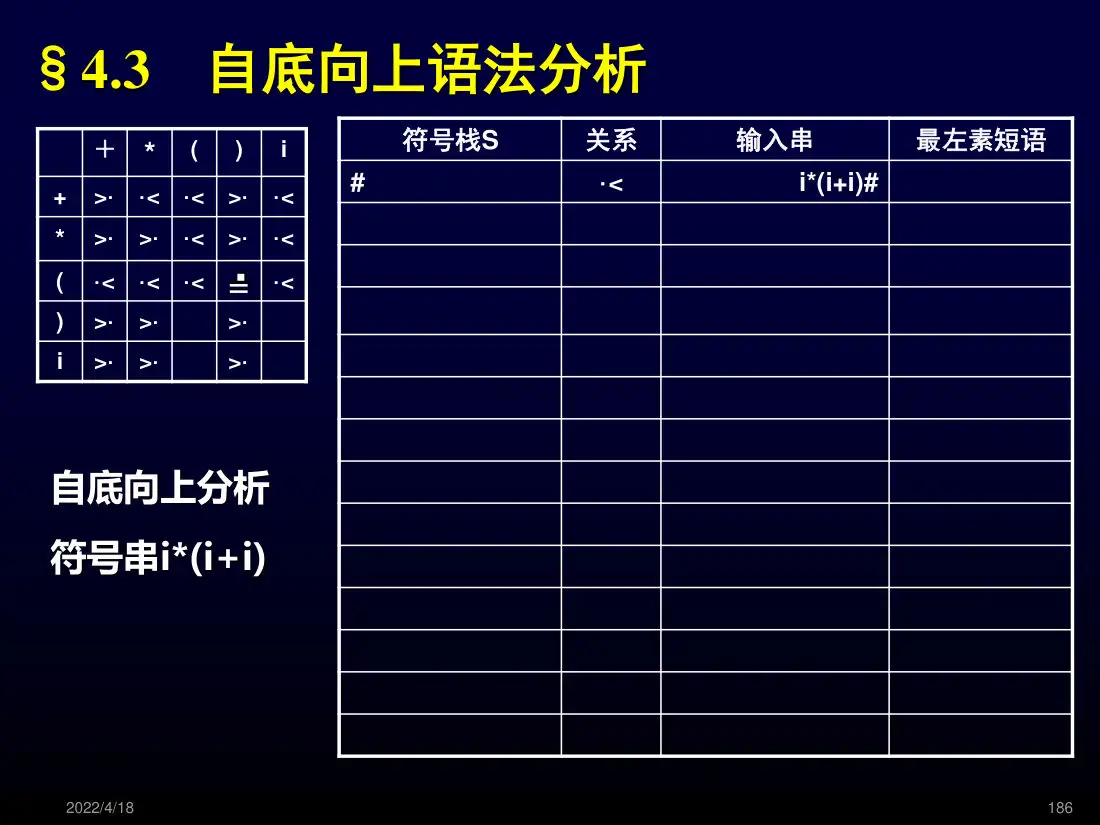 §4.3 自底向上语法分析
＋ * ( ) i
+ >· ·< ·< >· ·<
* >· >· ·< >· ·<
( ·< ·< ·< ≐ ·<
) >· >· >·
i >· >· >·
符号栈S 关系 输入串 最左素短语
# ·< i*(i+i)#
自底向上分析
符号串i*(i+i)
2022/4/18
186